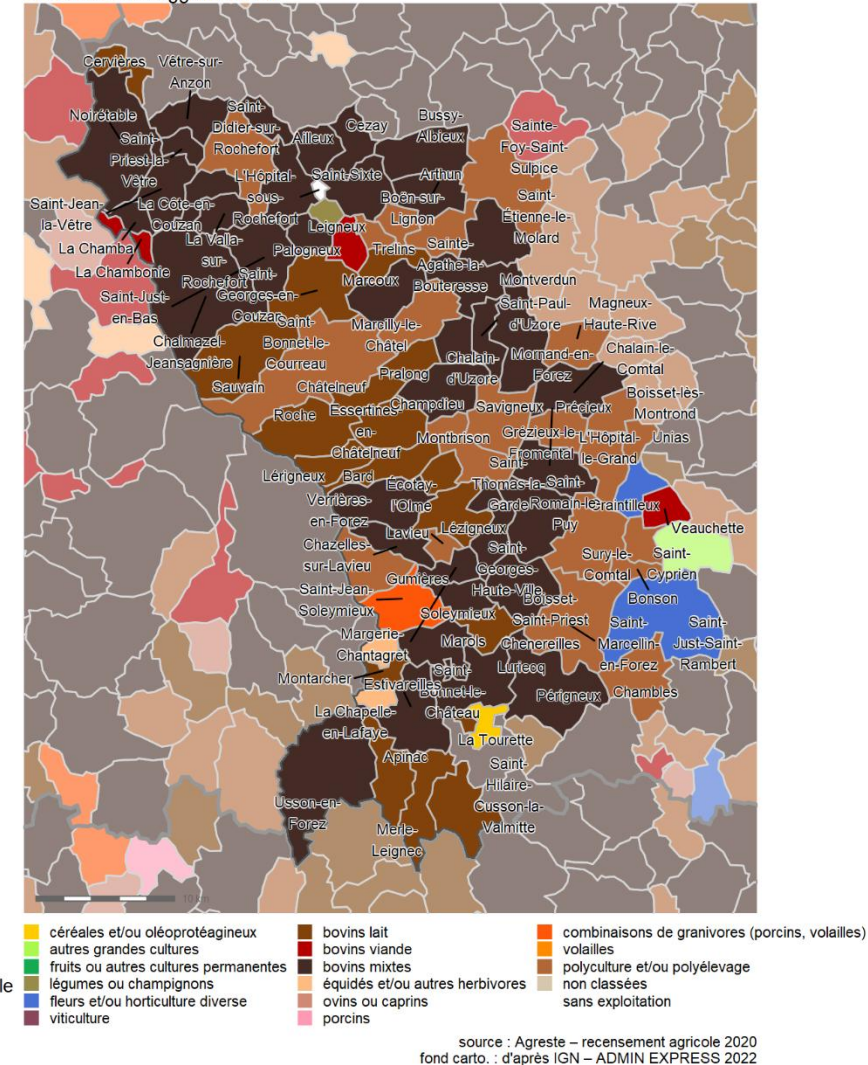 Cervières
Vêtre-sur-
Anzon
Noirétable
Saint-
Didier-sur-
Rochefort
Ailleux
Cezay
Bussy-
Albieux
Sainte-
Foy-Saint-
Sulpice
Saint-
Priest-la-
Vêtre
L'Hôpital-
sous-
Rochefort
Saint-Sixte
Arthun
Saint-Jean-
la-Vêtre
La Côte-en-
Couzan
Boën-sur-
Lignon
Saint-
Étienne-le-
Molard
La Chamba
La Valla-
sur-
Rochefort
Leigneux
Palogneux
Trelins
Sainte-
Agathe-la-
Bouteresse
La Chambonie
Saint-Just-
en-Bas
Saint-
Georges-en-
Couzan
Marcoux
Montverdun
Saint-Paul-
d'Uzore
Magneux-
Haute-Rive
Chalmazel-
Jeansagnière
Saint-
Bonnet-le-
Courreau
Marcilly-le-
Châtel
Chalain-
d'Uzore
Mornand-en-
Forez
Chalain-le-
Comtal
Sauvain
Châtelneuf
Pralong
Boisset-lès-
Montrond
Roche
Essertines-
en-
Châtelneuf
Champdieu
Savigneux
Précieux
Montbrison
Grézieux-le-
Fromental
L'Hôpital-
le-Grand
Unias
Lérigneux
Bard
Écotay-
l'Olme
Saint-
Thomas-la-
Garde
Saint-
Romain-le-
Puy
Craintilleux
Veauchette
Verrières-
en-Forez
Lavieu
Lézigneux
Chazelles-
sur-Lavieu
Saint-
Georges-
Haute-Ville
Sury-le-
Comtal
Saint-
Cyprien
Gumières
Saint-Jean-
Soleymieux
Soleymieux
Boisset-
Saint-Priest
Bonson
Saint-
Marcellin-
en-Forez
Saint-
Just-Saint-
Rambert
Margerie-
Chantagret
Marols
Chenereilles
Montarcher
Estivareilles
Saint-
Bonnet-le-
Château
Luriecq
Périgneux
Chambles
La Chapelle-
en-Lafaye
La Tourette
Apinac
Saint-
Hilaire-
Cusson-la-
Valmitte
Usson-en-
Forez
Merle-
Leignec
10 km
céréales et/ou oléoprotéagineux
autres grandes cultures
fruits ou autres cultures permanentes
légumes ou champignons
fleurs et/ou horticulture diverse
viticulture
bovins lait
bovins viande
bovins mixtes
équidés et/ou autres herbivores
ovins ou caprins
porcins
combinaisons de granivores (porcins, volailles)
volailles
polyculture et/ou polyélevage
non classées
sans exploitation
source : Agreste – recensement agricole 2020
fond carto. : d'après IGN – ADMIN EXPRESS 2022